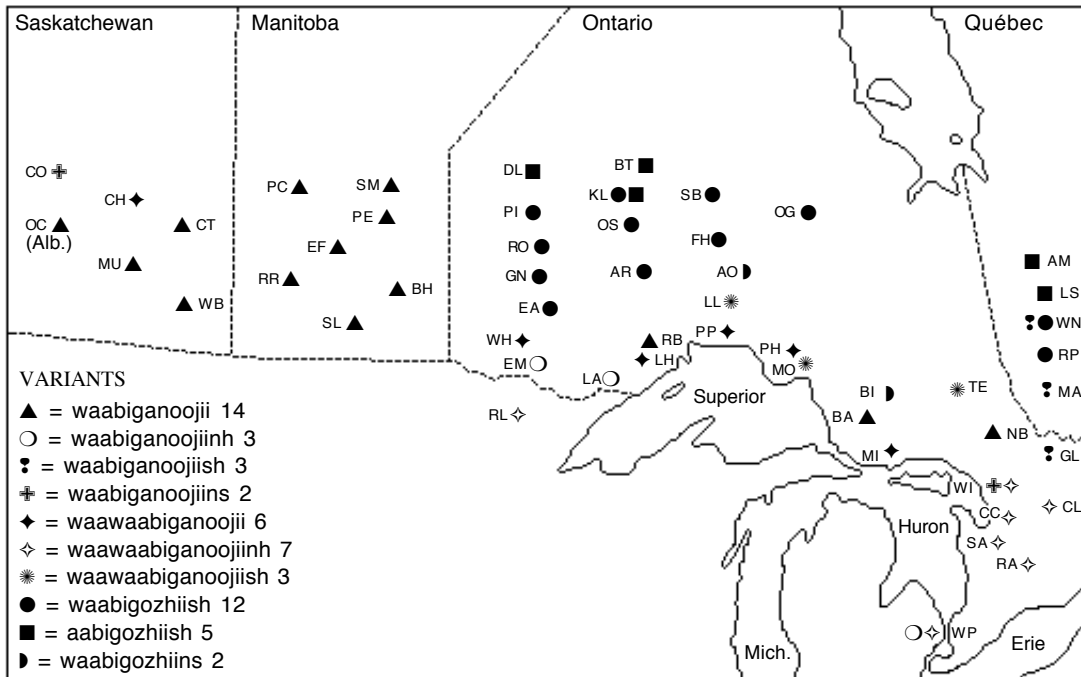 Saskatchewan Manitoba Ontario Québec
CO
CH
OC
(Alb.)
CT
MU
WB
PC
SM
PE
EF
RR
BH
SL
DL
BT
KL
SB
PI
OS
OG
RO
FH
GN
AR
AO
EA
LL
WH
RB
PP
EM
LH
PH
MO
LA
RL
Superior
BI
BA
TE
NB
MI
AM
LS
WN
RP
MA
GL
WI
CC
CL
Huron
SA
RA
WP
Mich.
Erie
VARIANTS
▲ = waabiganoojii 14
❍ = waabiganoojiinh 3
❢ = waabiganoojiish 3
✙ = waabiganoojiins 2
✦ = waawaabiganoojii 6
✧ = waawaabiganoojiinh 7
✺ = waawaabiganoojiish 3
● = waabigozhiish 12
■ = aabigozhiish 5
◗ = waabigozhiins 2